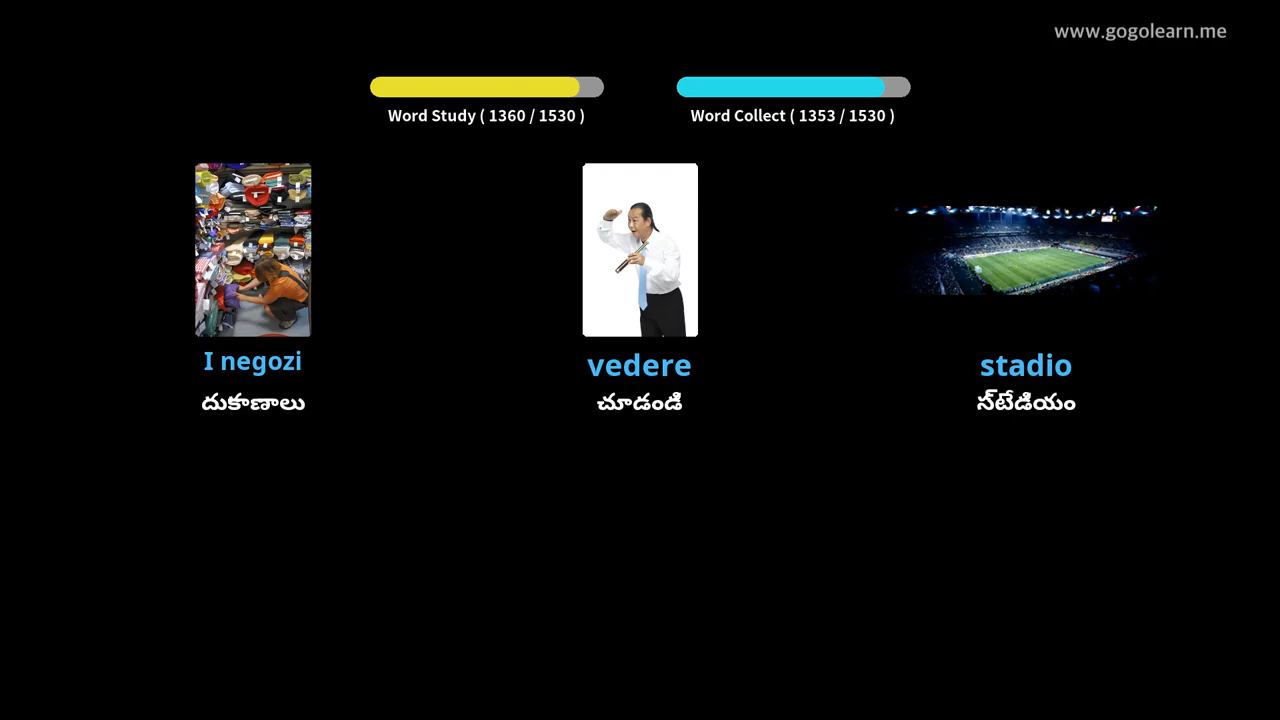 www.gogolearn.me
Word Study ( 1360 / 1530 )
Word Collect ( 1353 / 1530 )
I negozi
vedere
stadio
దుకాణాలు
చూడండి
స్‌టేడియం